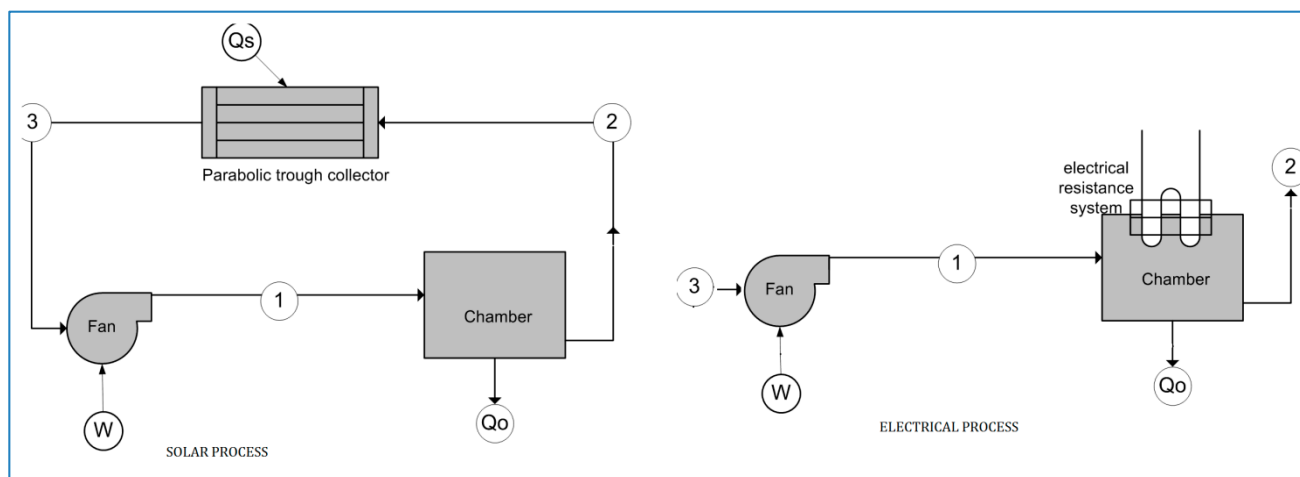 Qs
3
2
Parabolic trough collector
Fan
1
Chamber
W
Qo
SOLAR PROCESS
electrical
resistance
system
2
3
Fan
1
Chamber
W
Qo
ELECTRICAL PROCESS